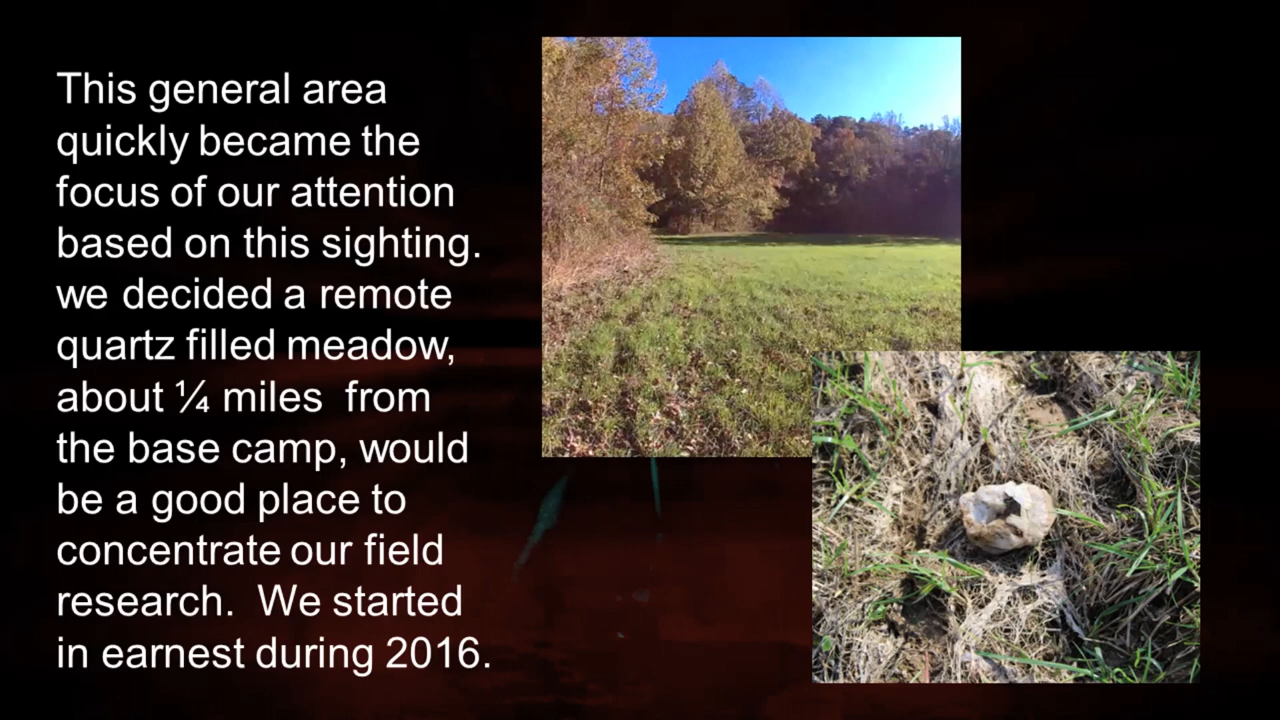 This general area
quickly became the
focus of our attention
based on this sighting.
we decided a remote
quartz filled meadow,
about ¼ miles  from
the base camp, would
be a good place to
concentrate our field
research.  We started
in earnest during 2016.